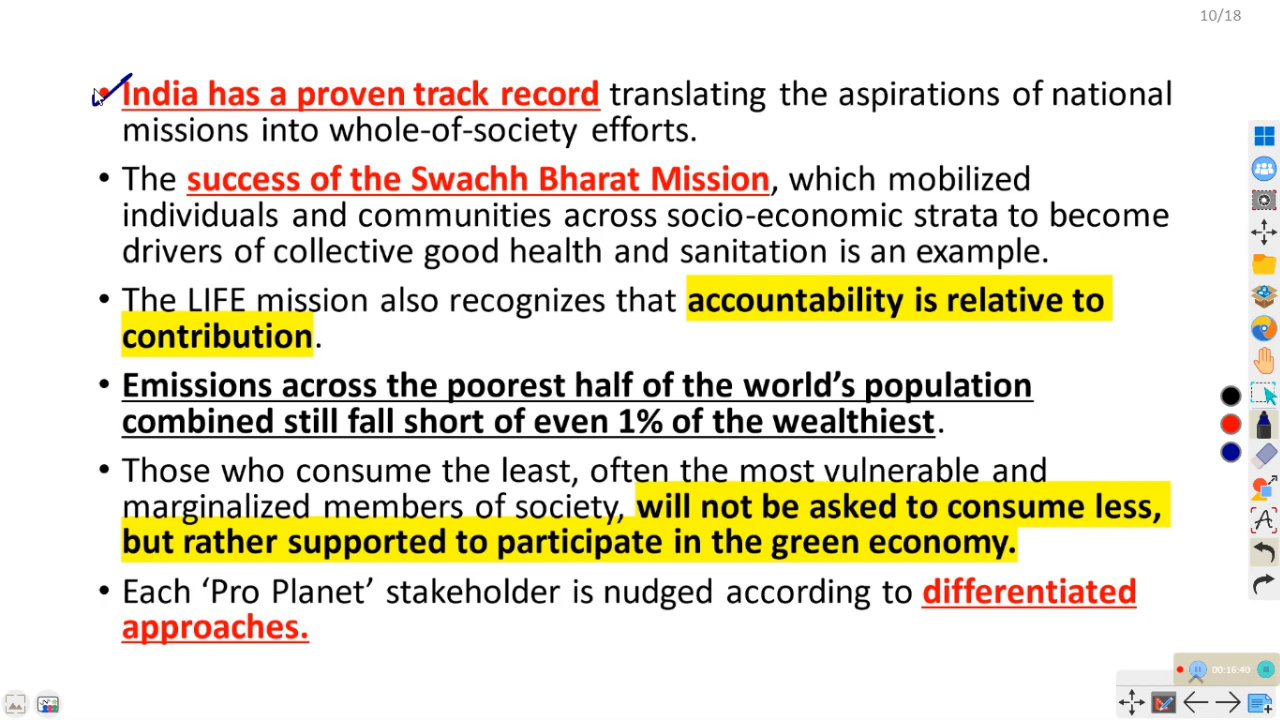 10/18
• India has a proven track record translating the aspirations of national
missions into whole-of-society efforts.
• The success of the Swachh Bharat Mission, which mobilized
individuals and communities across socio-economic strata to become
drivers of collective good health and sanitation is an example.
• The LIFE mission also recognizes that accountability is relative to
contribution.
• Emissions across the poorest half of the world’s population
combined still fall short of even 1% of the wealthiest.
• Those who consume the least, often the most vulnerable and
marginalized members of society, will not be asked to consume less,
but rather supported to participate in the green economy.
• Each ‘Pro Planet’ stakeholder is nudged according to differentiated
approaches.
00:16:40